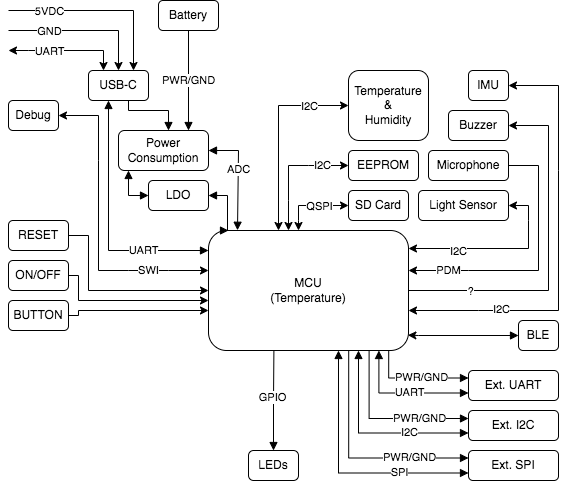 5VDC
GND
UART
Battery
PWR/GND
USB-C
Debug
Power
Consumption
ADC
LDO
I2C
Temperature
&
Humidity
IMU
Buzzer
I2C
EEPROM
Microphone
QSPI
SD Card
Light Sensor
RESET
ON/OFF
BUTTON
UART
SWI
MCU
(Temperature)
I2C
PDM
?
I2C
BLE
GPIO
LEDs
PWR/GND
UART
Ext. UART
PWR/GND
I2C
Ext. I2C
PWR/GND
SPI
Ext. SPI